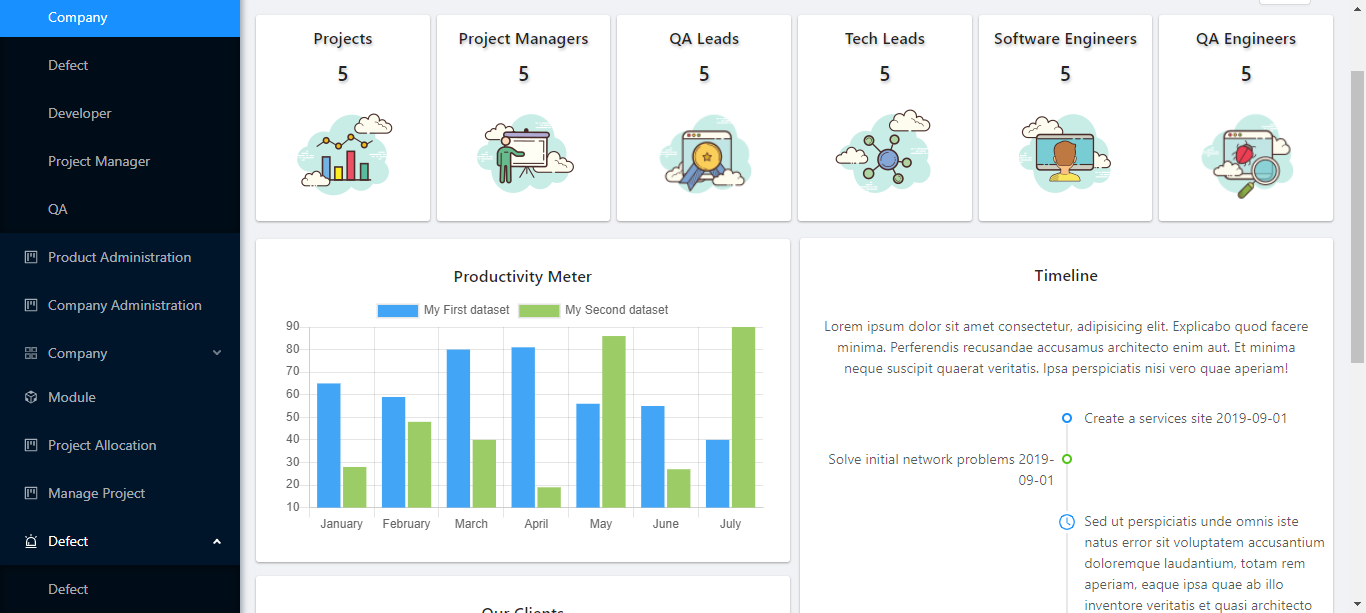 Company
Defect
Developer
Project Manager
QA
Product Administration
Company Administration
Company
Module
Project Allocation
Manage Project
Defect
Defect
Projects
5
Project Managers
5
QA Leads
5
Tech Leads
5
Software Engineers
5
QA Engineers
5
Productivity Meter
My First dataset My Second dataset
90
80
70
60
50
40
30
20
10
January February March April May June July
Our Clients
Timeline
Lorem ipsum dolor sit amet consectetur, adipisicing elit. Explicabo quod facere
minima. Perferendis recusandae accusamus architecto enim aut. Et minima
neque suscipit quaerat veritatis. Ipsa perspiciatis nisi vero quae aperiam!
Create a services site 2019-09-01
Solve initial network problems 2019-
09-01
Sed ut perspiciatis unde omnis iste
natus error sit voluptatem accusantium
doloremque laudantium, totam rem
aperiam, eaque ipsa quae ab illo
inventore veritatis et quasi architecto